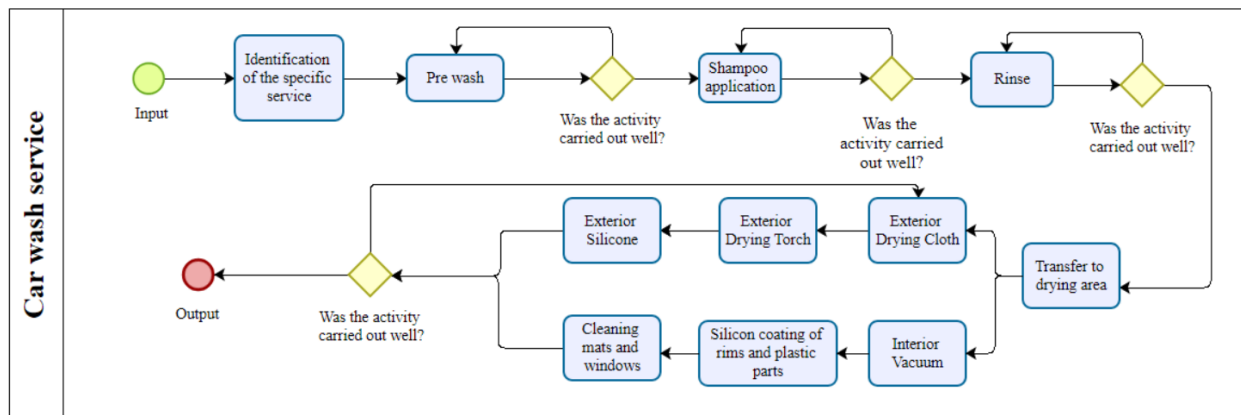 Car wash service
Input
Identification
of the specific
service
Pre wash
Was the activity
carried out well?
Shampoo
application
Was the
activity carried
out well?
Rinse
Was the activity
carried out well?
Transfer to
drying area
Exterior
Drying Cloth
Exterior
Drying Torch
Exterior
Silicone
Interior
Vacuum
Silicon coating of
rims and plastic
parts
Cleaning
mats and
windows
Was the activity
carried out well?
Output